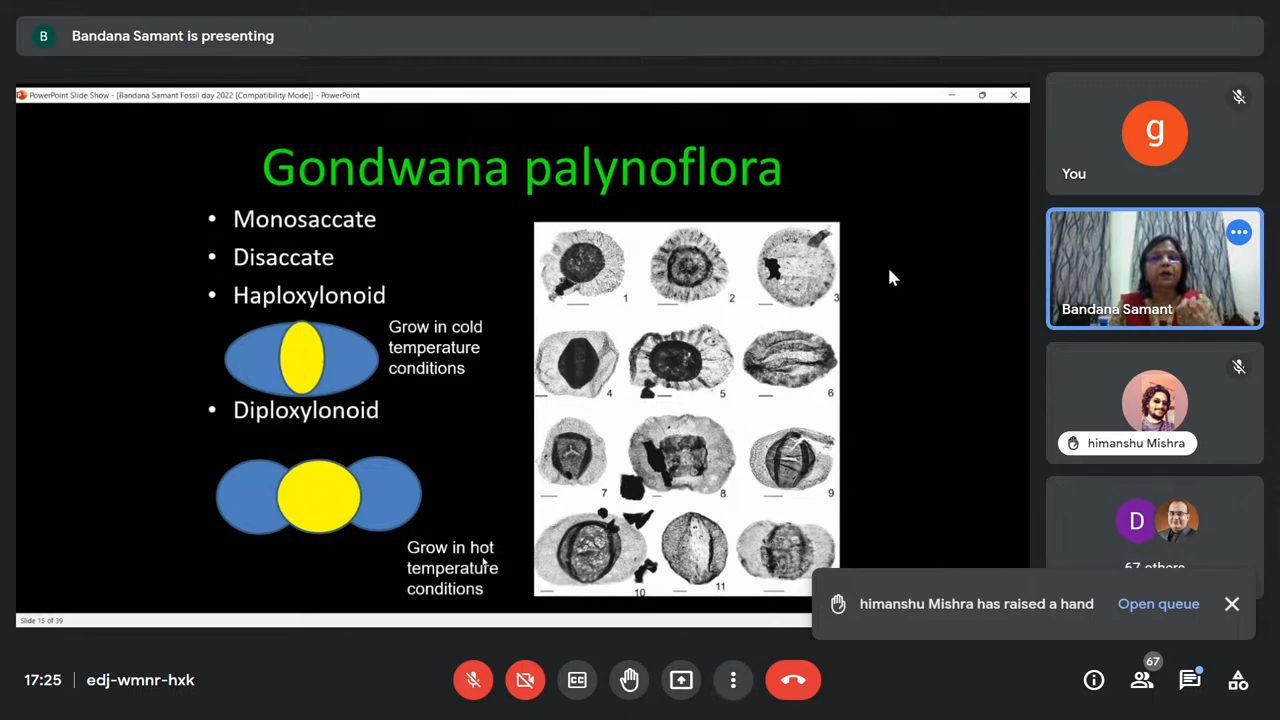 B
Bandana Samant is presenting
PowerPoint Slide Show - [Bandana Samant Fossil day 2022 [Compatibility Mode]] - PowerPoint
Gondwana palynoflora
• Monosaccate
• Disaccate
• Haploxylonoid
Grow in cold
temperature
conditions
• Diploxylonoid
Grow in hot
temperature
conditions
1
2
3
4
5
6
7
8
9
10
11
Slide 15 of 39
g
You
Bandana Samant
himanshu Mishra
D
67 others
himanshu Mishra has raised a hand
Open queue
17:25
edj-wmnr-hxk
67